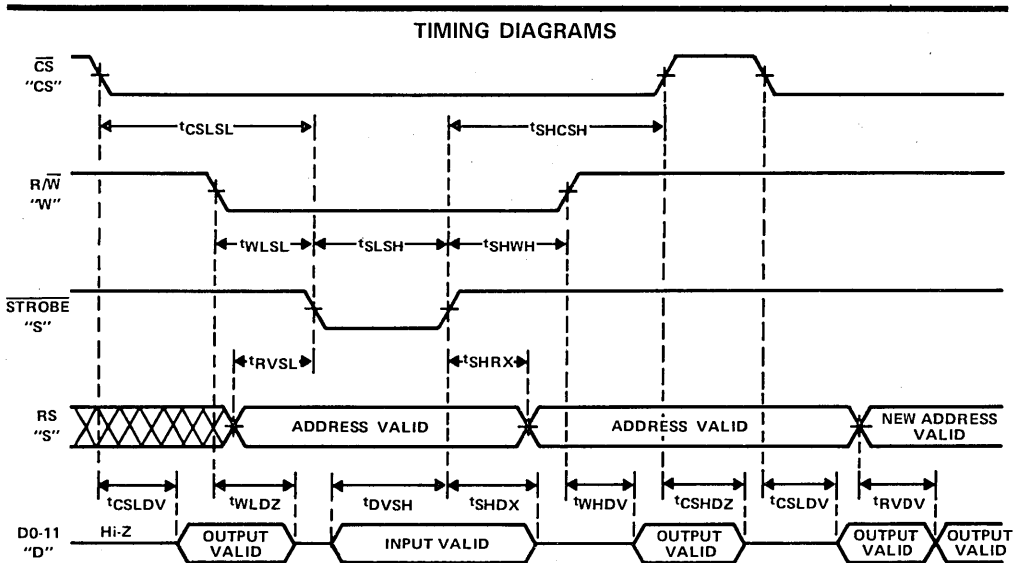 TIMING DIAGRAMS
CS
"CS"
tCSLSL
tSHCSH
R/W
"W"
tWLSL
tSLSH
tSHWH
STROBE
"S"
tRVSL
tSHRX
RS
"S"
ADDRESS VALID
ADDRESS VALID
NEW ADDRESS
VALID
tCSLDV
tWLDZ
tDVSH
tSHDX
tWHDV
tCSHDZ
tCSLDV
tRVDV
D0-11
"D"
Hi-Z
OUTPUT
VALID
INPUT VALID
OUTPUT
VALID
OUTPUT
VALID
OUTPUT
VALID